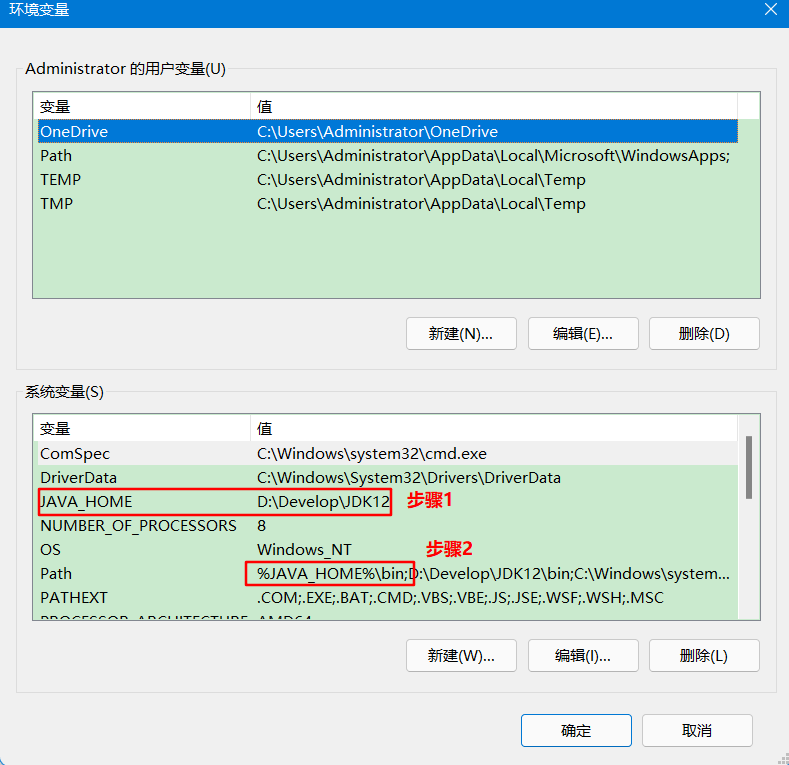 环境变量
Administrator 的用户变量(U)
变量 值
OneDrive C:\Users\Administrator\OneDrive
Path C:\Users\Administrator\AppData\Local\Microsoft\WindowsApps;
TEMP C:\Users\Administrator\AppData\Local\Temp
TMP C:\Users\Administrator\AppData\Local\Temp
新建(N)... 编辑(E)... 删除(D)
系统变量(S)
变量 值
ComSpec C:\Windows\system32\cmd.exe
DriverData C:\Windows\System32\Drivers\DriverData
JAVA_HOME D:\Develop\JDK12 步骤1
NUMBER_OF_PROCESSORS 8
OS Windows_NT 步骤2
Path %JAVA_HOME%\bin;D:\Develop\JDK12\bin;C:\Windows\system...
PATHEXT .COM;.EXE;.BAT;.CMD;.VBS;.VBE;.JS;.JSE;.WSF;.WSH;.MSC
PROCESSOR_ARCHITECTURE AMD64
新建(W)... 编辑(I)... 删除(L)
确定 取消